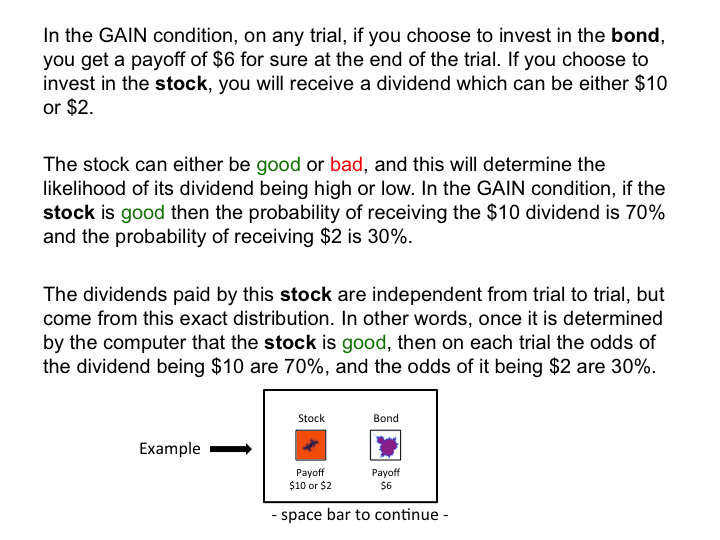 In the GAIN condition, on any trial, if you choose to invest in the bond,
you get a payoff of $6 for sure at the end of the trial. If you choose to
invest in the stock, you will receive a dividend which can be either $10
or $2.
The stock can either be good or bad, and this will determine the
likelihood of its dividend being high or low. In the GAIN condition, if the
stock is good then the probability of receiving the $10 dividend is 70%
and the probability of receiving $2 is 30%.
The dividends paid by this stock are independent from trial to trial, but
come from this exact distribution. In other words, once it is determined
by the computer that the stock is good, then on each trial the odds of
the dividend being $10 are 70%, and the odds of it being $2 are 30%.
Stock Bond
Example
Payoff Payoff
$10 or $2 $6
- space bar to continue -